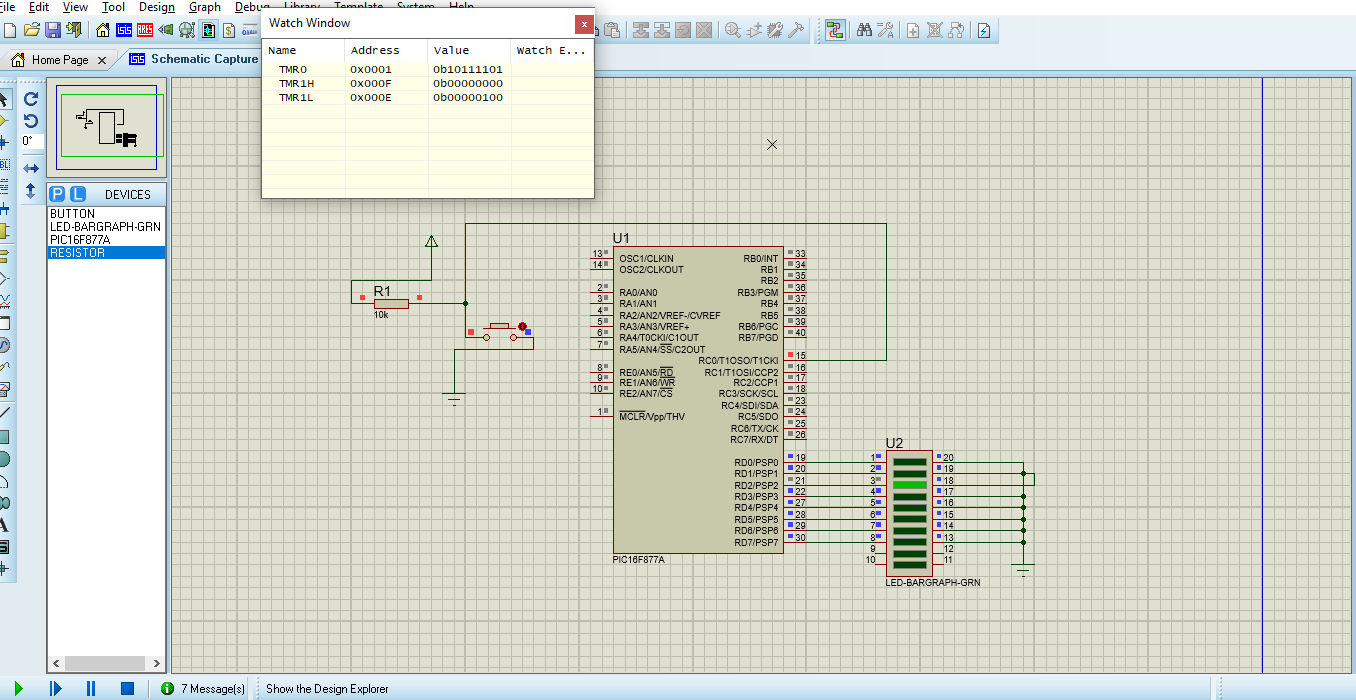 File Edit View Tool Design Graph Debug Library Template System Help
Watch Window
Name Address Value Watch E...
TMR0 0x0001 0b10111101
TMR1H 0x000F 0b00000000
TMR1L 0x000E 0b00000100
Home Page
Schematic Capture
0°
P L DEVICES
BUTTON
LED-BARGRAPH-GRN
PIC16F877A
RESISTOR
R1
10k
U1
13 OSC1/CLKIN
14 OSC2/CLKOUT
2 RA0/AN0
3 RA1/AN1
4 RA2/AN2/VREF-/CVREF
5 RA3/AN3/VREF+
6 RA4/T0CKI/C1OUT
7 RA5/AN4/SS/C2OUT
8 RE0/AN5/RD
9 RE1/AN6/WR
10 RE2/AN7/CS
1 MCLR/Vpp/THV
RB0/INT 33
RB1 34
RB2 35
RB3/PGM 36
RB4 37
RB5 38
RB6/PGC 39
RB7/PGD 40
RC0/T1OSO/T1CKI 15
RC1/T1OSI/CCP2 16
RC2/CCP1 17
RC3/SCK/SCL 18
RC4/SDI/SDA 23
RC5/SDO 24
RC6/TX/CK 25
RC7/RX/DT 26
RD0/PSP0 19
RD1/PSP1 20
RD2/PSP2 21
RD3/PSP3 22
RD4/PSP4 27
RD5/PSP5 28
RD6/PSP6 29
RD7/PSP7 30
PIC16F877A
U2
1 20
2 19
3 18
4 17
5 16
6 15
7 14
8 13
9 12
10 11
LED-BARGRAPH-GRN
7 Message(s)
Show the Design Explorer